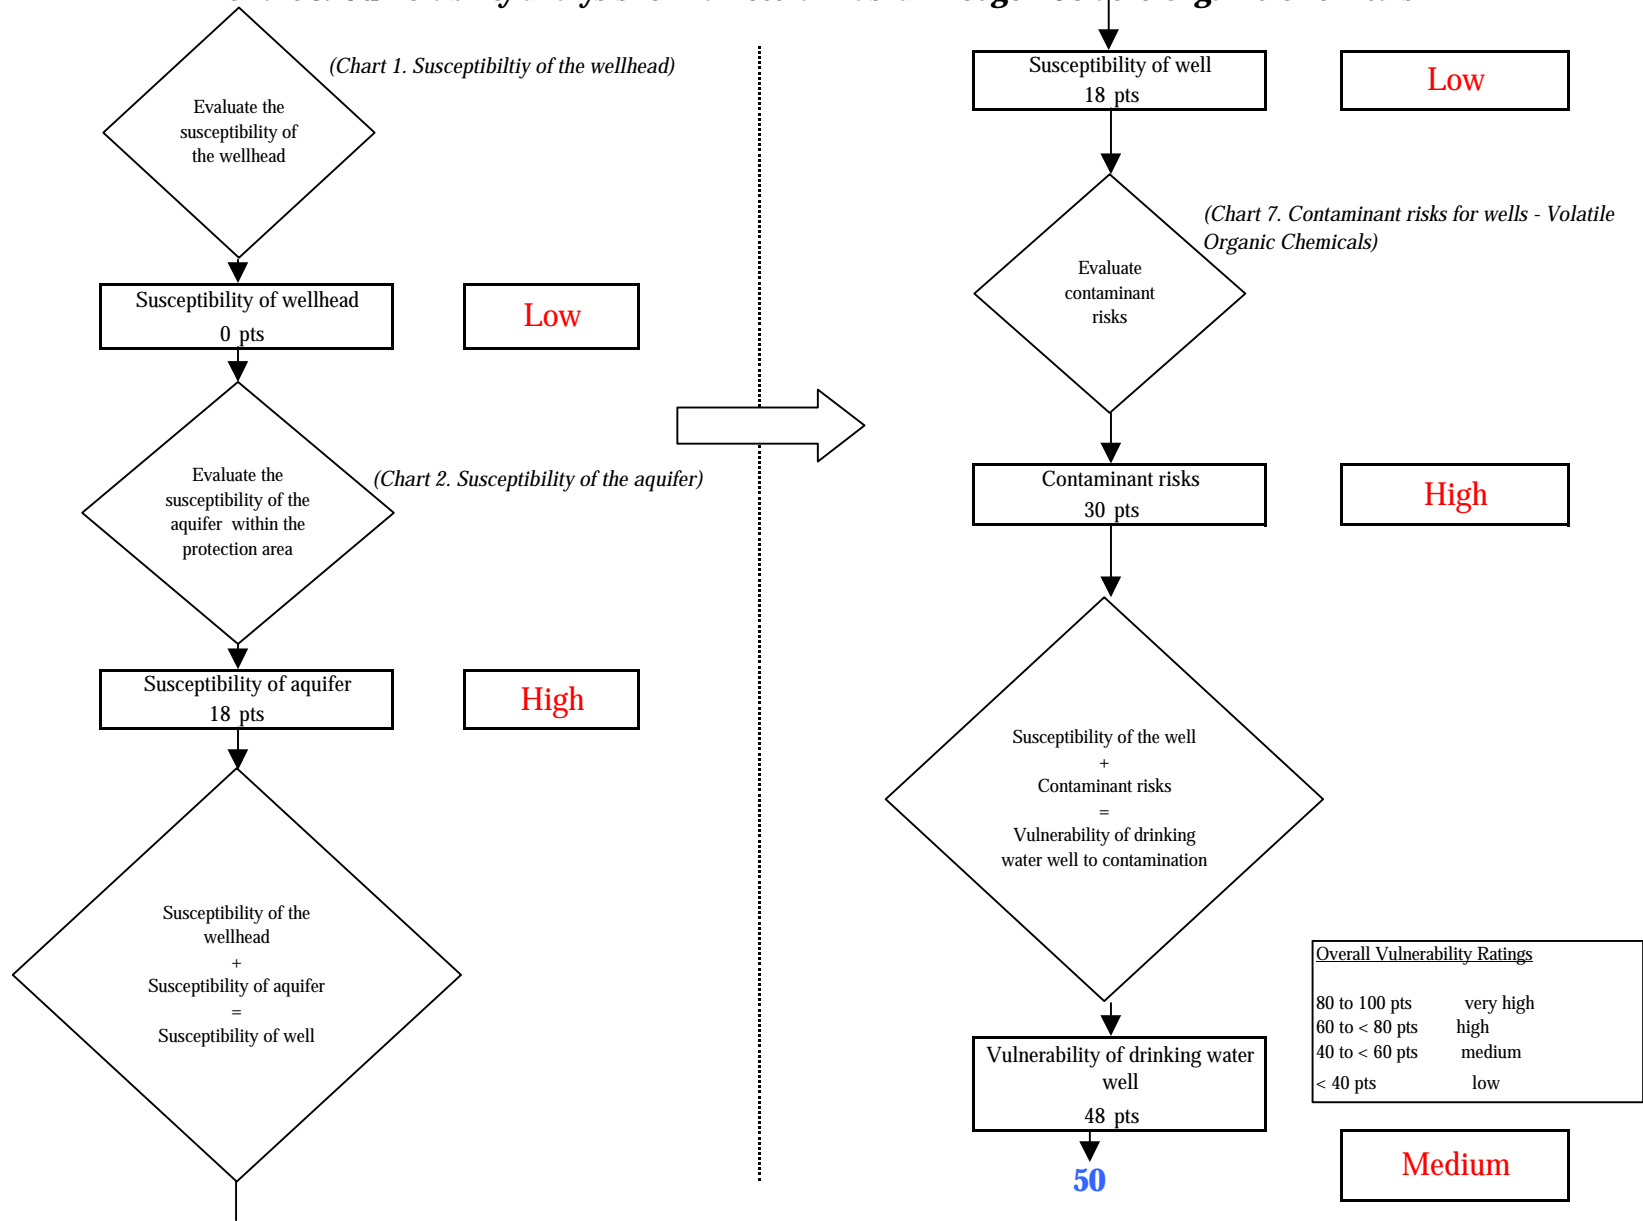 (Chart 1. Susceptibiltiy of the wellhead)
Evaluate the
susceptibility of
the wellhead
Susceptibility of wellhead
0 pts
Low
Evaluate the
susceptibility of the
aquifer within the
protection area
(Chart 2. Susceptibility of the aquifer)
Susceptibility of aquifer
18 pts
High
Susceptibility of the
wellhead
+
Susceptibility of aquifer
=
Susceptibility of well
Susceptibility of well
18 pts
Low
(Chart 7. Contaminant risks for wells - Volatile
Organic Chemicals)
Evaluate
contaminant
risks
Contaminant risks
30 pts
High
Susceptibility of the well
+
Contaminant risks
=
Vulnerability of drinking
water well to contamination
Overall Vulnerability Ratings
80 to 100 pts very high
60 to < 80 pts high
40 to < 60 pts medium
< 40 pts low
Vulnerability of drinking water
well
48 pts
50
Medium